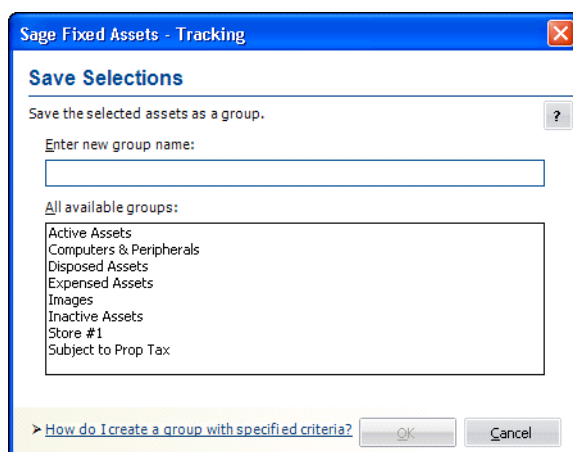 Sage Fixed Assets - Tracking
Save Selections
Save the selected assets as a group.
?
Enter new group name:
All available groups:
Active Assets
Computers & Peripherals
Disposed Assets
Expensed Assets
Images
Inactive Assets
Store #1
Subject to Prop Tax
How do I create a group with specified criteria?
OK
Cancel